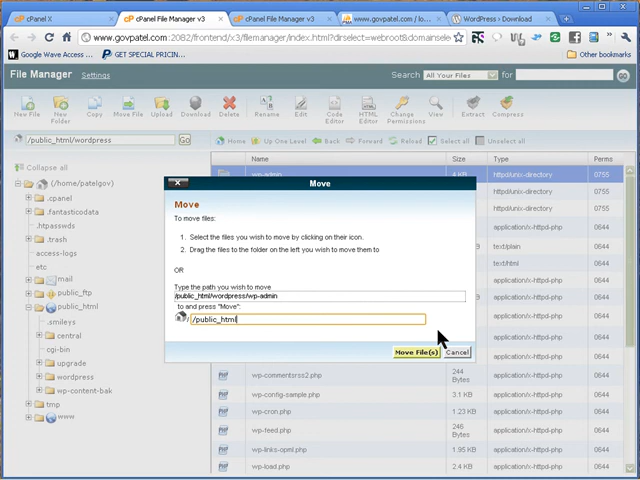 cPanel X
cPanel File Manager v3
cPanel File Manager v3
www.govpatel.com / lo...
WordPress › Download
www.govpatel.com:2082/frontend/x3/filemanager/index.html?dirselect=webroot&domainselec
Google Wave Access ...
GET SPECIAL PRICIN...
Other bookmarks
File Manager
Settings
Search
All Your Files
for
GO
New File
New Folder
Copy
Move File
Upload
Download
Delete
Rename
Edit
Code Editor
HTML Editor
Change Permissions
View
Extract
Compress
/public_html/wordpress
Go
Home
Up One Level
Back
Forward
Reload
Select all
Unselect all
Collapse all
Name
Size
Type
Perms
(/home/patelgov)
.cpanel
.fantasticodata
.htpasswds
.trash
access-logs
etc
mail
public_ftp
public_html
.smileys
central
cgi-bin
upgrade
wordpress
wp-content-bak
tmp
www
wp-admin
4 KB
httpd/unix-directory
0755
httpd/unix-directory
0755
httpd/unix-directory
0755
application/x-httpd-php
0644
text/plain
0644
text/html
0644
application/x-httpd-php
0644
application/x-httpd-php
0644
application/x-httpd-php
0644
application/x-httpd-php
0644
wp-commentsrss2.php
244 Bytes
application/x-httpd-php
0644
wp-config-sample.php
3.1 KB
application/x-httpd-php
0644
wp-cron.php
1.23 KB
application/x-httpd-php
0644
wp-feed.php
246 Bytes
application/x-httpd-php
0644
wp-links-opml.php
1.95 KB
application/x-httpd-php
0644
wp-load.php
2.4 KB
application/x-httpd-php
0644
Move
Move
To move files:
1. Select the files you wish to move by clicking on their icon.
2. Drag the files to the folder on the left you wish to move them to
OR
Type the path you wish to move
/public_html/wordpress/wp-admin
to and press "Move":
/
/public_html
Move File(s)
Cancel